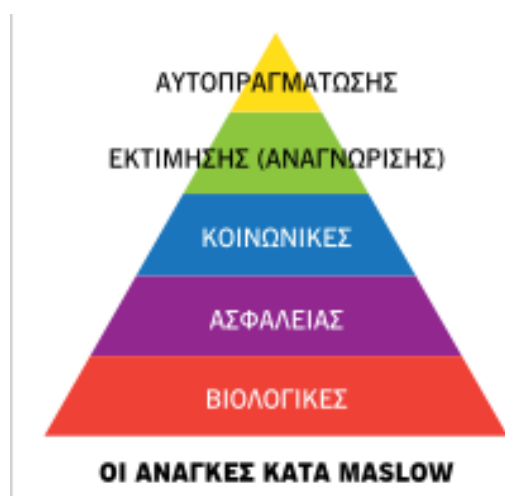 ΑΥΤΟΠΡΑΓΜΑΤΩΣΗΣ
ΕΚΤΙΜΗΣΗΣ (ΑΝΑΓΝΩΡΙΣΗΣ)
ΚΟΙΝΩΝΙΚΕΣ
ΑΣΦΑΛΕΙΑΣ
ΒΙΟΛΟΓΙΚΕΣ
ΟΙ ΑΝΑΓΚΕΣ ΚΑΤΑ MASLOW